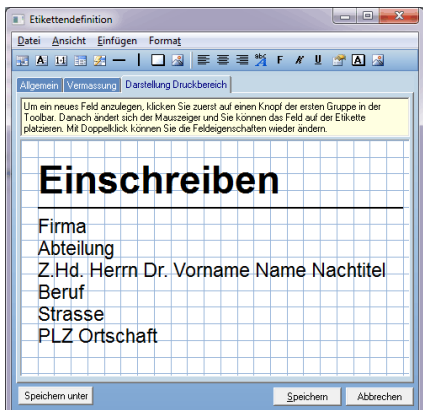 Etikettendefinition
Datei Ansicht Einfügen Format
Allgemein Vermassung Darstellung Druckbereich
Um ein neues Feld anzulegen, klicken Sie zuerst auf einen Knopf der ersten Gruppe in der
Toolbar. Danach ändert sich der Mauszeiger und Sie können das Feld auf der Etikette
platzieren. Mit Doppelklick können Sie die Feldeigenschaften wieder ändern.
Einschreiben
Firma
Abteilung
Z.Hd. Herrn Dr. Vorname Name Nachtitel
Beruf
Strasse
PLZ Ortschaft
Speichern unter Speichern Abbrechen